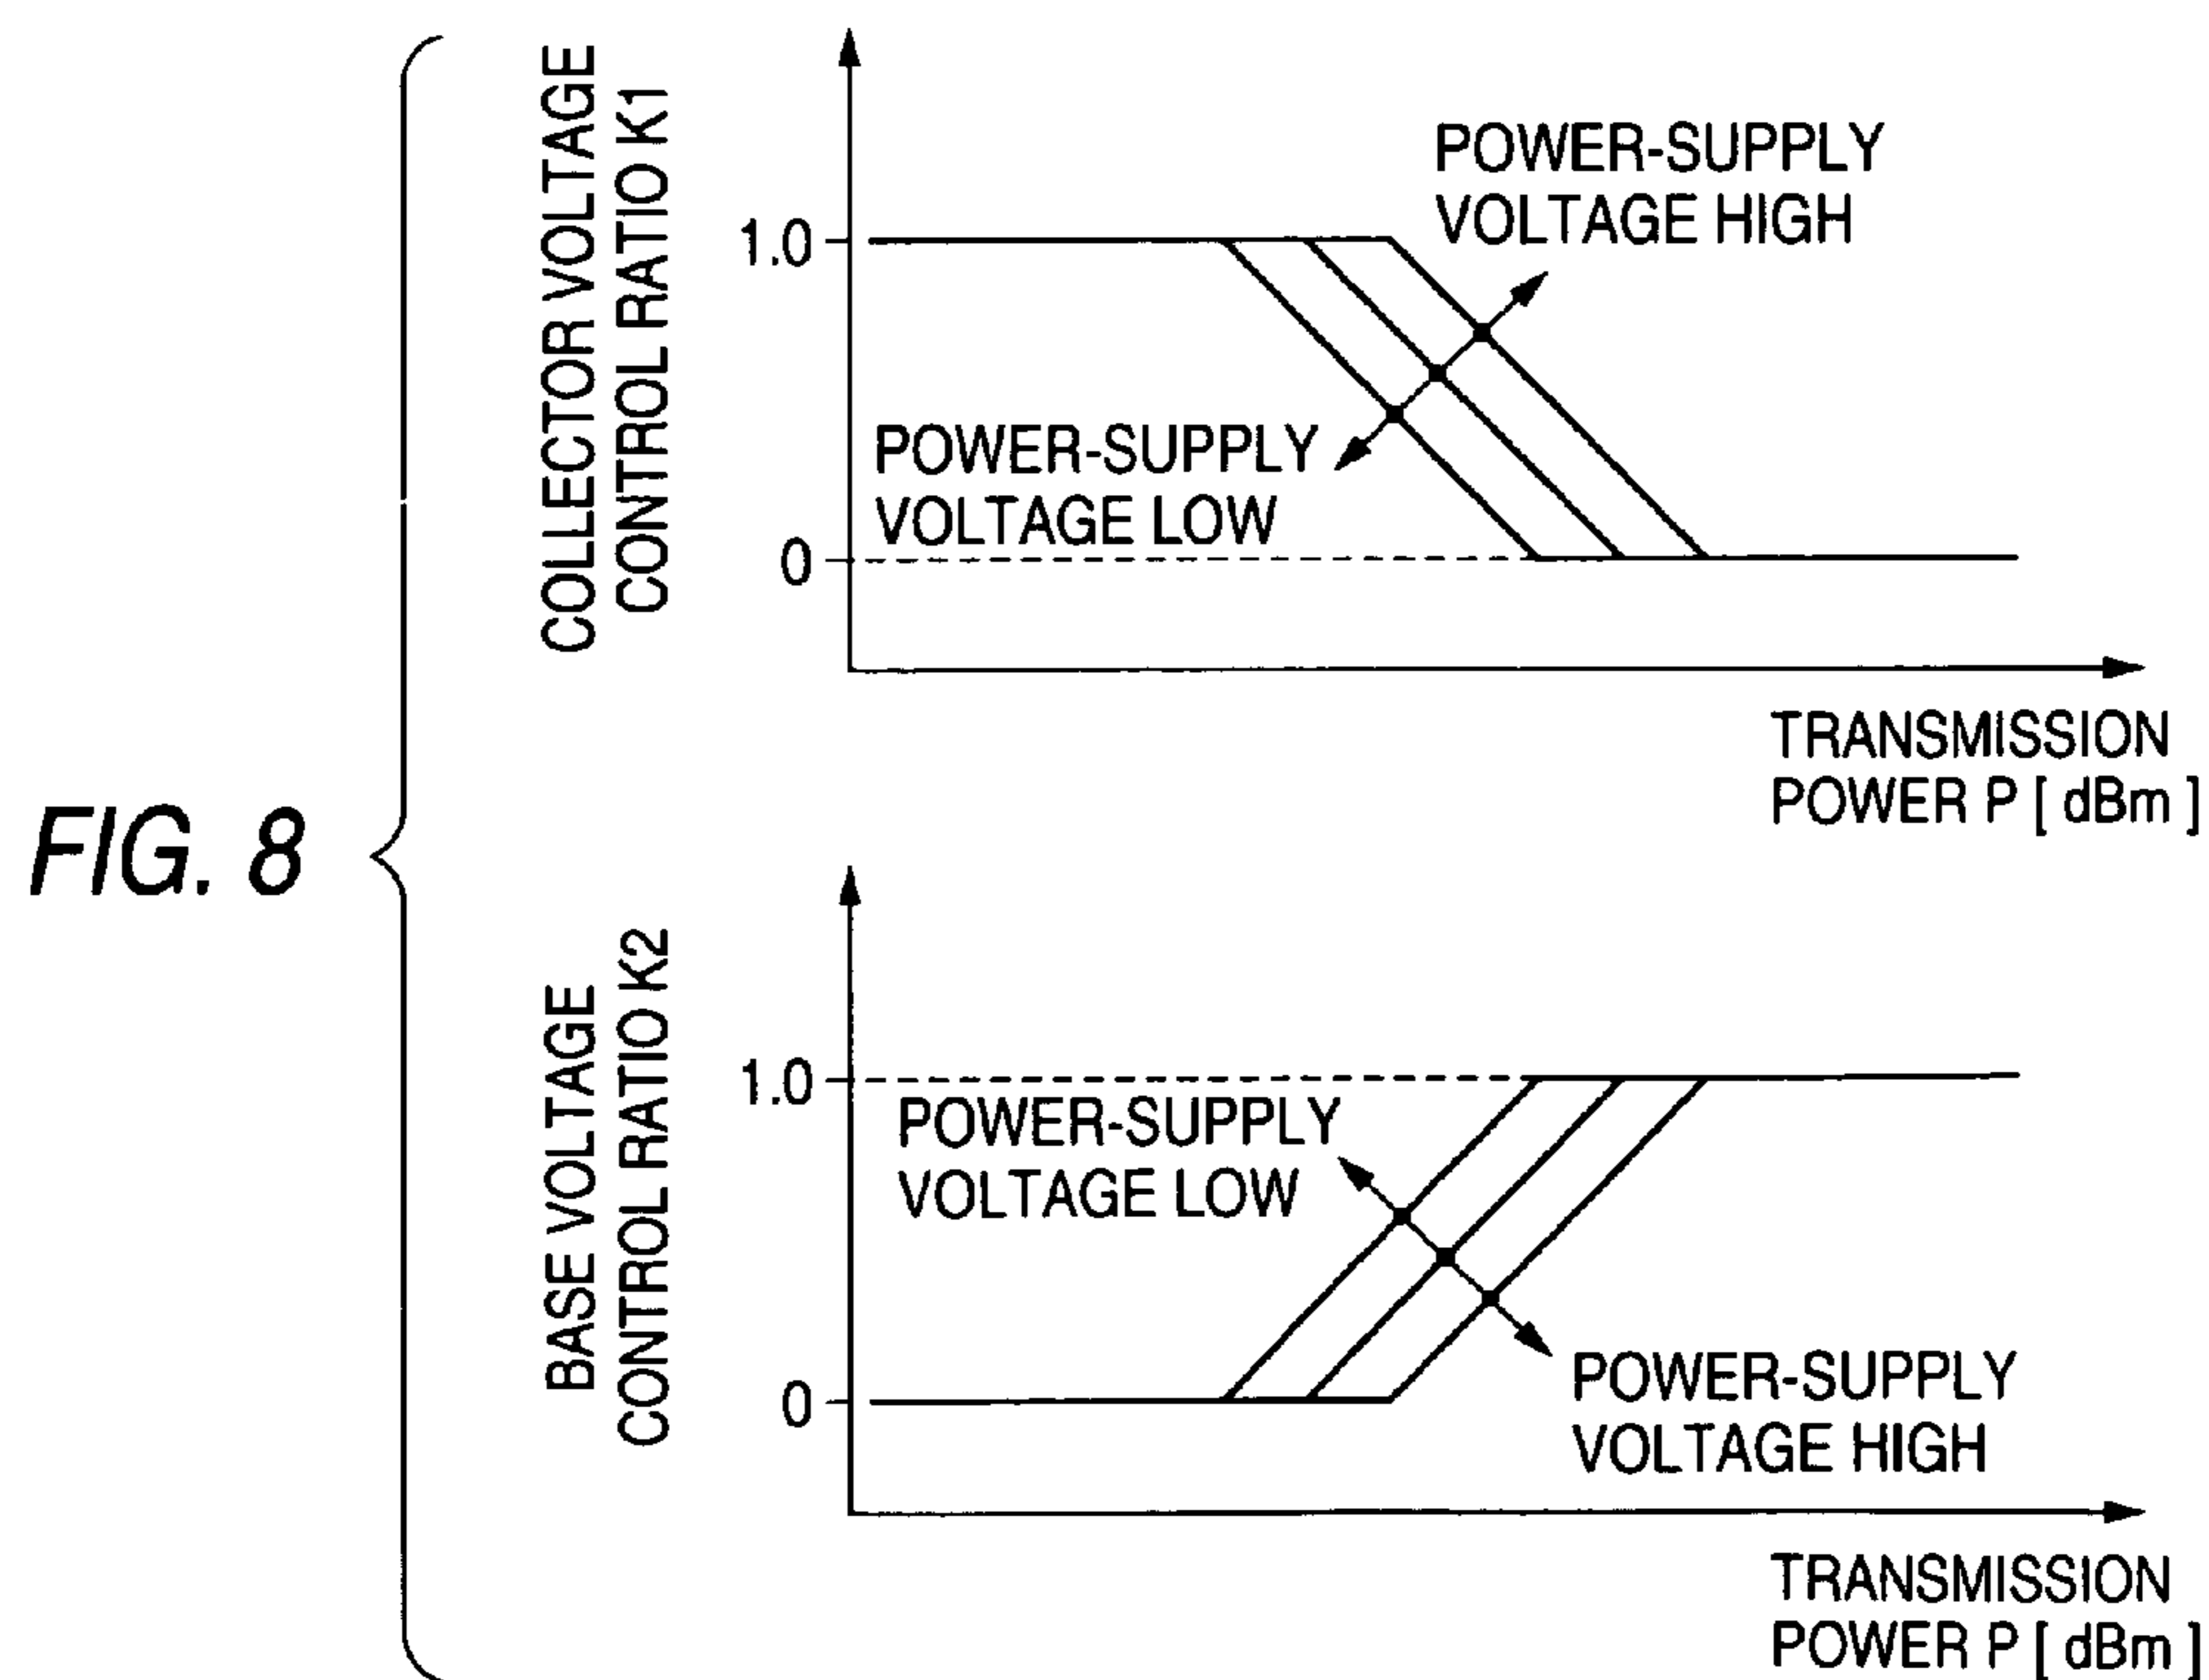 FIG. 8
COLLECTOR VOLTAGE
CONTROL RATIO K1
1.0
0
POWER-SUPPLY
VOLTAGE HIGH
POWER-SUPPLY
VOLTAGE LOW
TRANSMISSION
POWER P [ dBm ]
BASE VOLTAGE
CONTROL RATIO K2
1.0
0
POWER-SUPPLY
VOLTAGE LOW
POWER-SUPPLY
VOLTAGE HIGH
TRANSMISSION
POWER P [ dBm ]